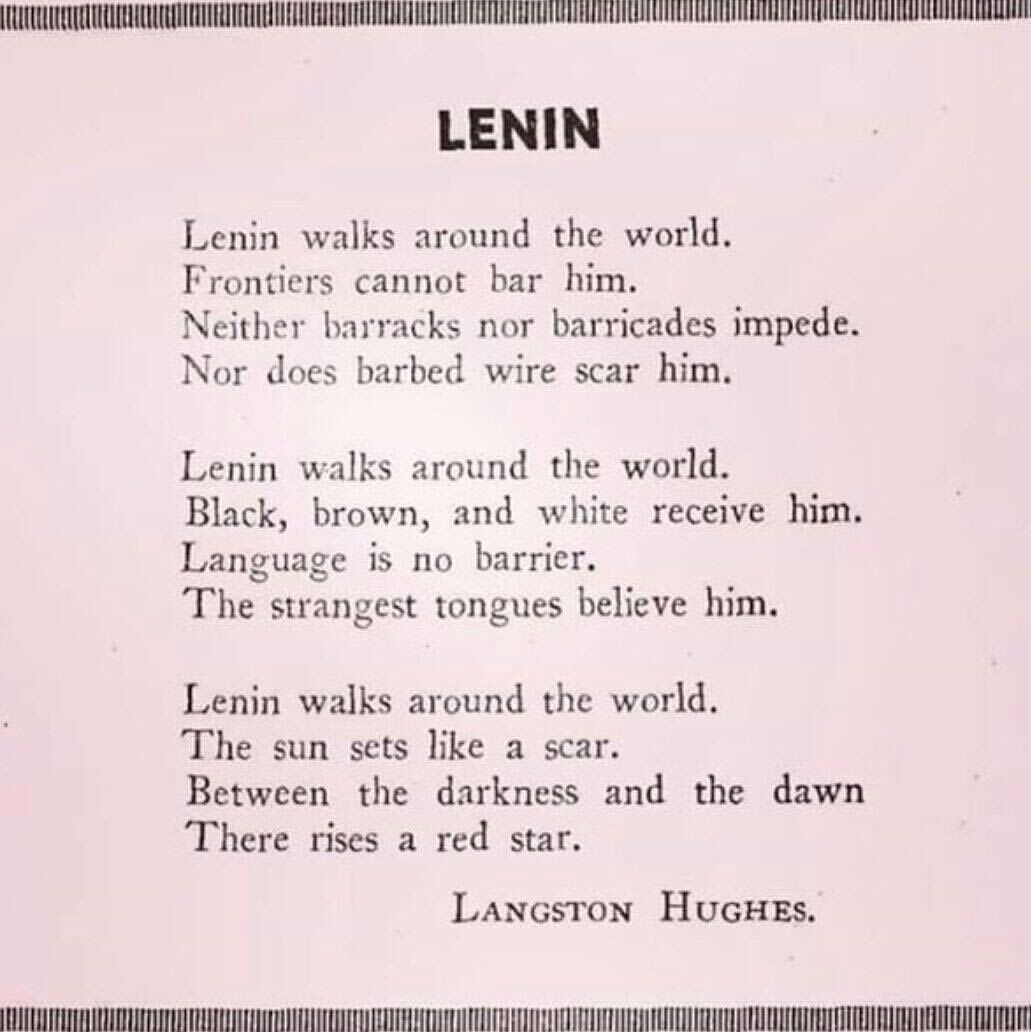 LENIN
Lenin walks around the world.
Frontiers cannot bar him.
Neither barracks nor barricades impede.
Nor does barbed wire scar him.
Lenin walks around the world.
Black, brown, and white receive him.
Language is no barrier.
The strangest tongues believe him.
Lenin walks around the world.
The sun sets like a scar.
Between the darkness and the dawn
There rises a red star.
LANGSTON HUGHES.